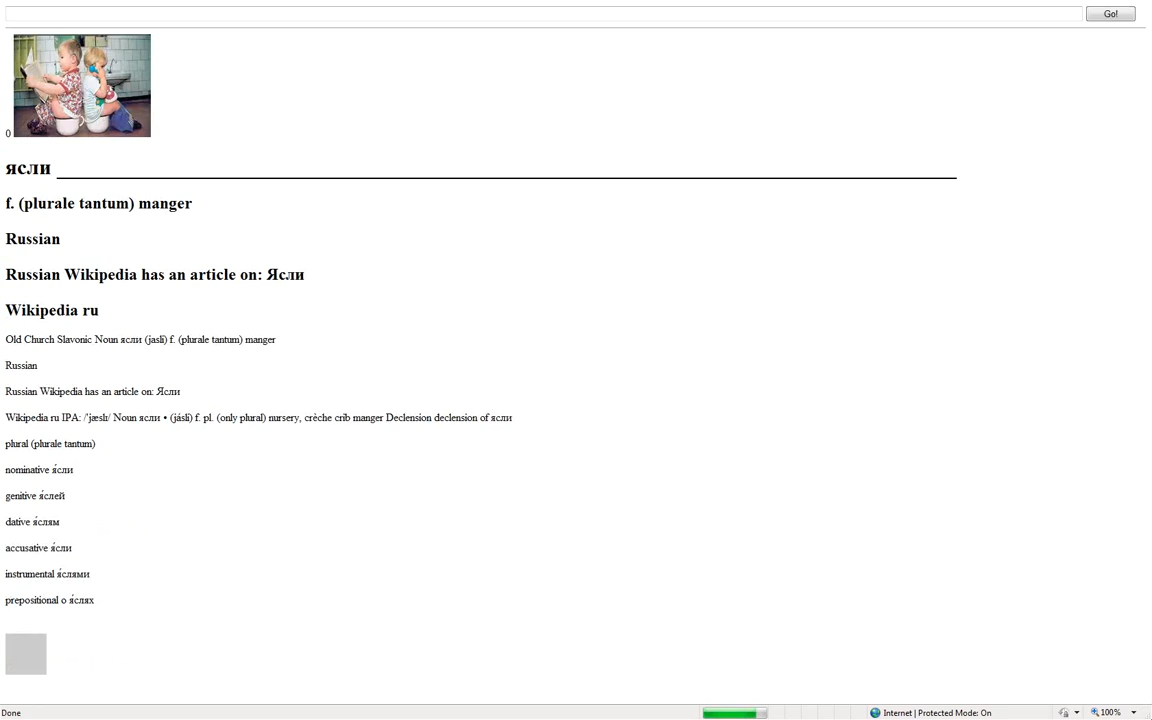 Go!
0
ясли
f. (plurale tantum) manger
Russian
Russian Wikipedia has an article on: Ясли
Wikipedia ru
Old Church Slavonic Noun ясли (jasli) f. (plurale tantum) manger
Russian
Russian Wikipedia has an article on: Ясли
Wikipedia ru IPA: /ˈjæslɪ/ Noun ясли • (jásli) f. pl. (only plural) nursery, crèche crib manger Declension declension of ясли
plural (plurale tantum)
nominative я́сли
genitive я́слей
dative я́слям
accusative я́сли
instrumental я́слями
prepositional о я́слях
Done Internet | Protected Mode: On 100%